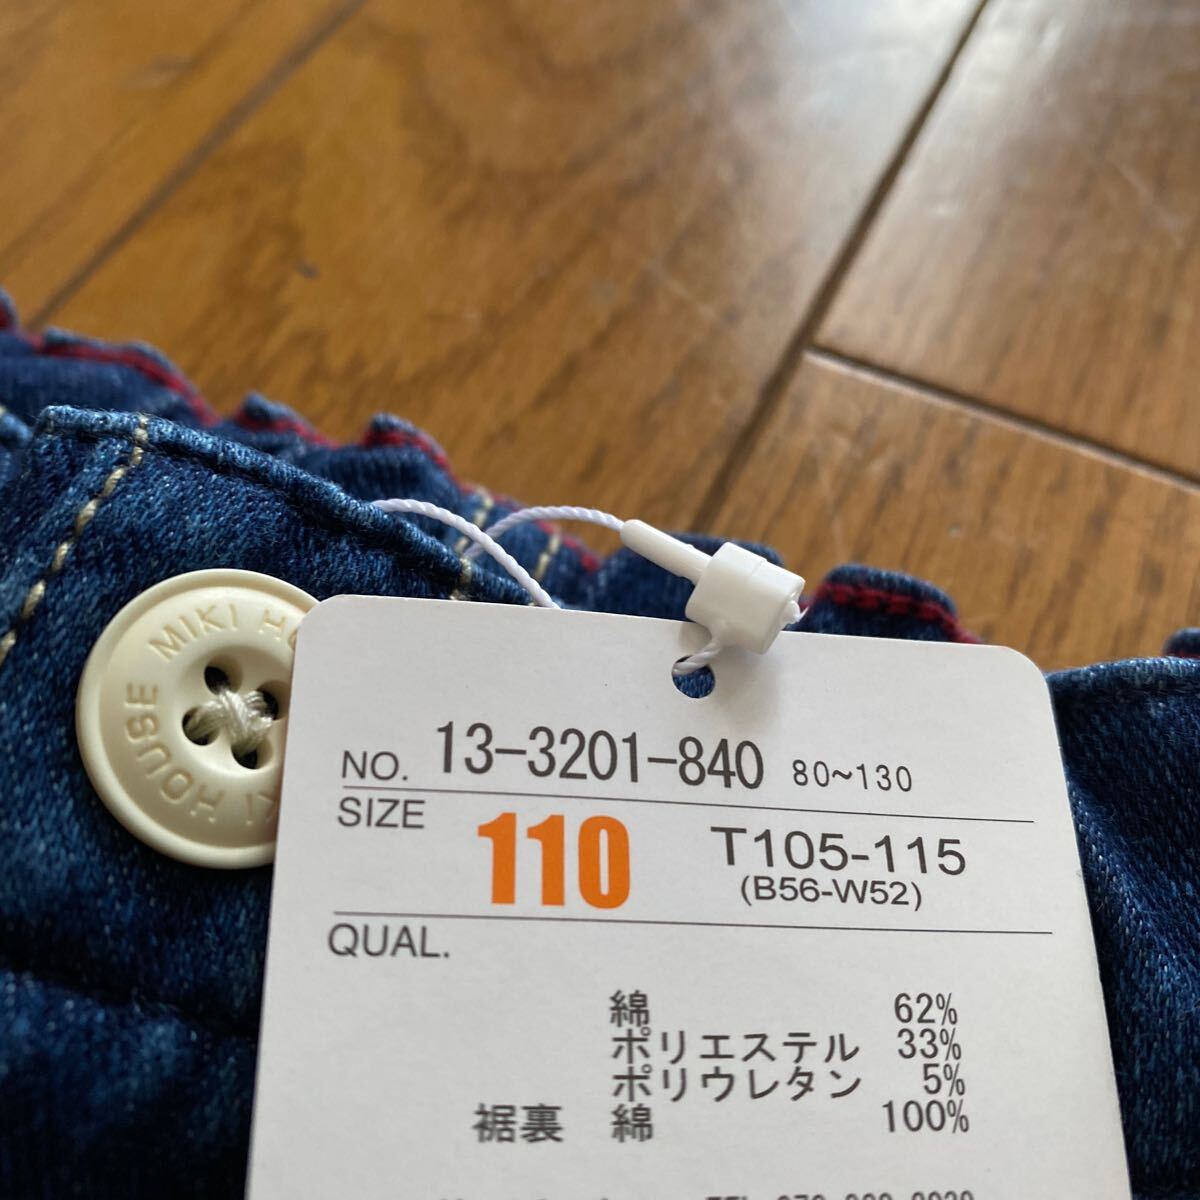 MIKI HOUSE
NO. 13-3201-840 80~130
SIZE 110 T105-115
(B56-W52)
QUAL.
綿 62%
ポリエステル 33%
ポリウレタン 5%
裾裏 綿 100%